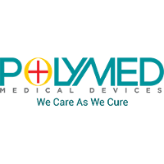 POLYMED
MEDICAL DEVICES
We Care As We Cure